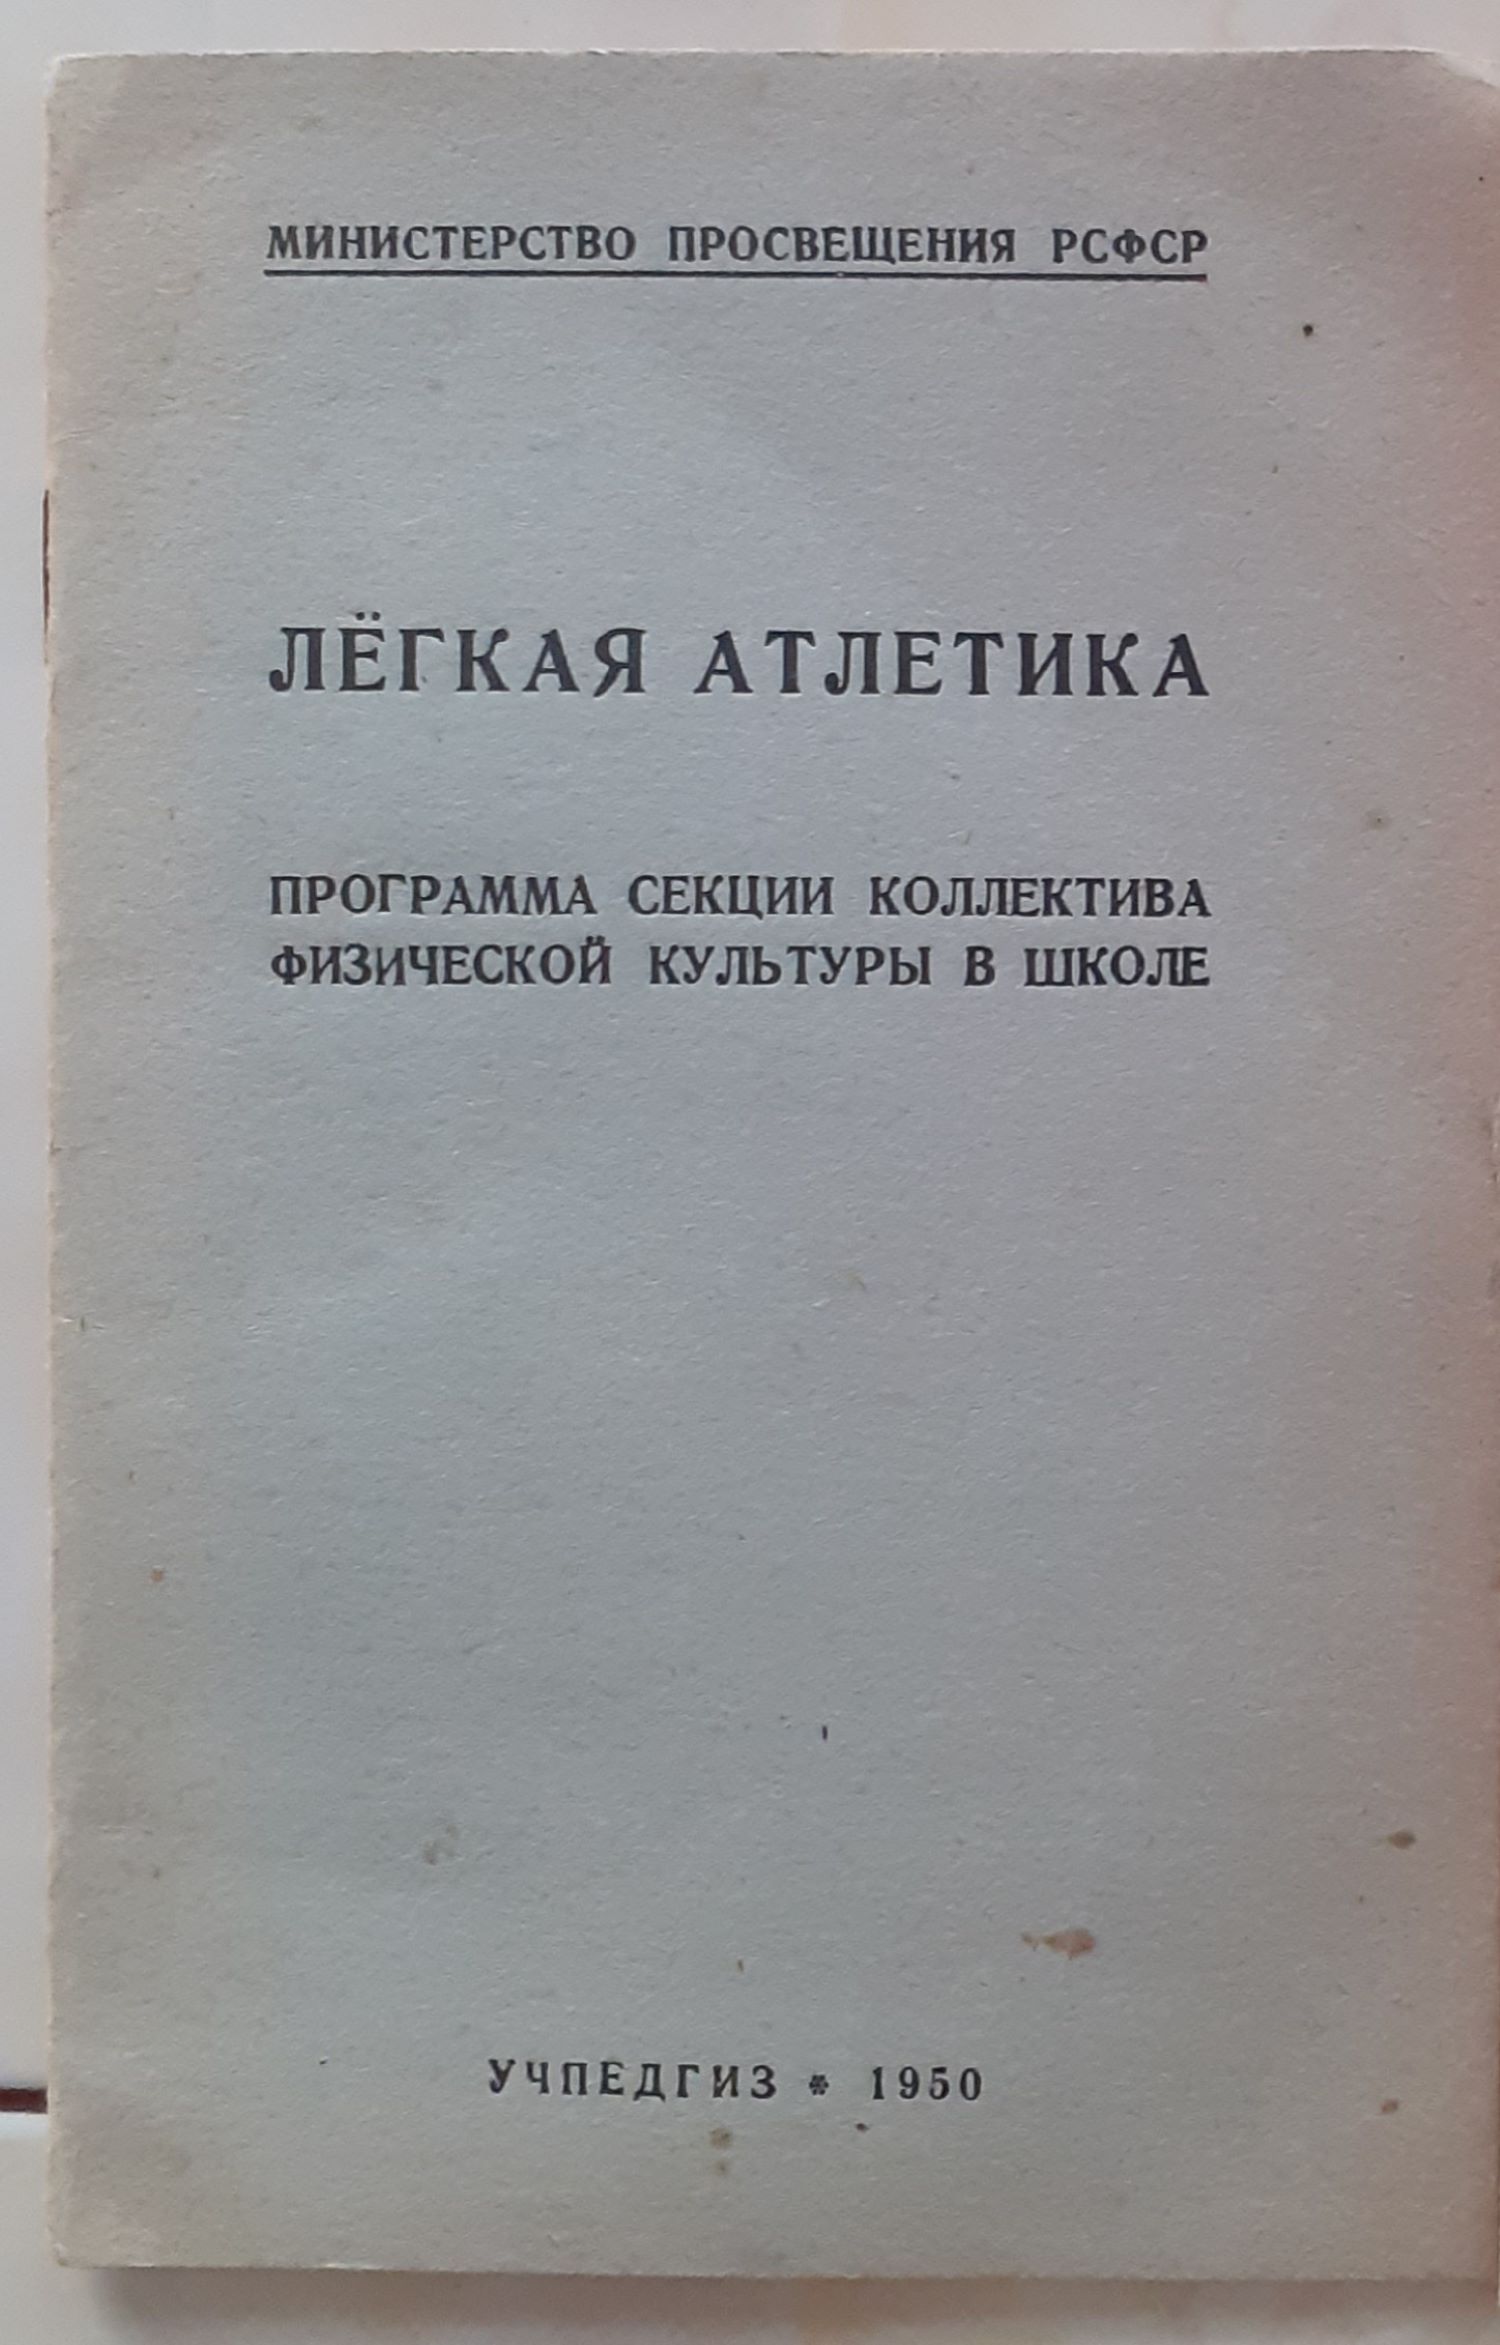 МИНИСТЕРСТВО ПРОСВЕЩЕНИЯ РСФСР
ЛЁГКАЯ АТЛЕТИКА
ПРОГРАММА СЕКЦИИ КОЛЛЕКТИВА
ФИЗИЧЕСКОЙ КУЛЬТУРЫ В ШКОЛЕ
УЧПЕДГИЗ * 1950